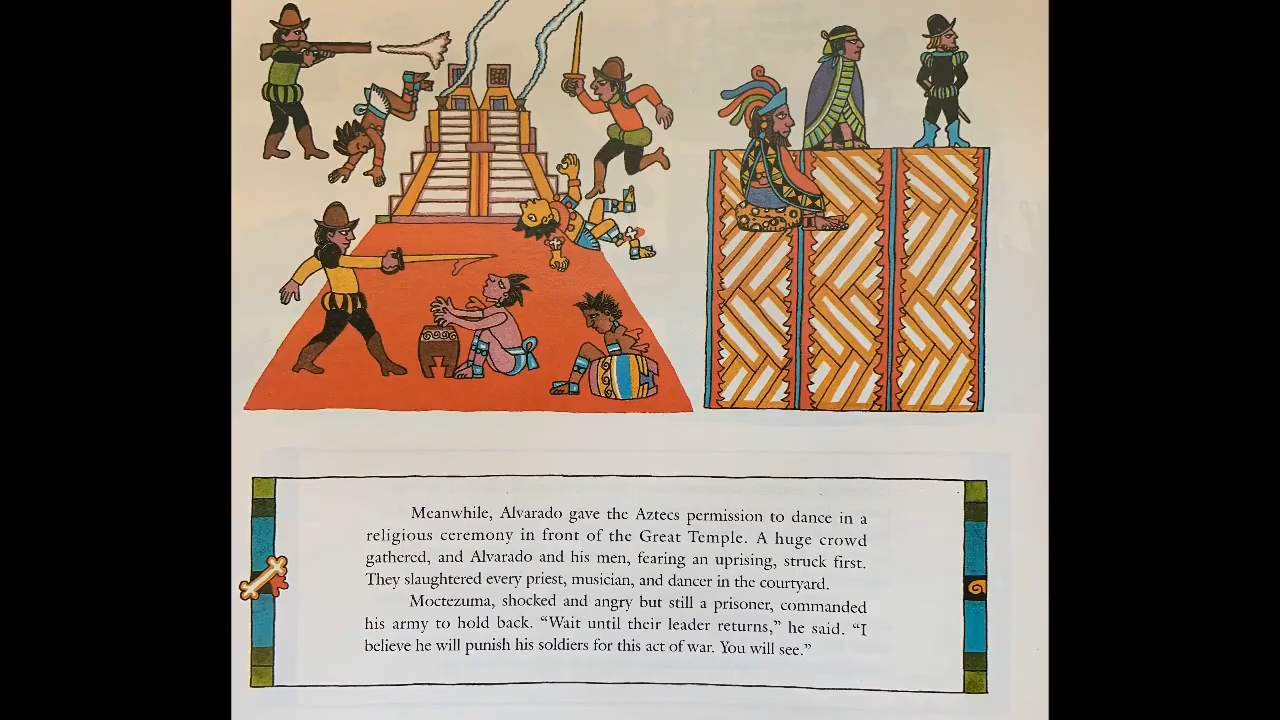 Meanwhile, Alvarado gave the Aztecs permission to dance in a
religious ceremony in front of the Great Temple. A huge crowd
gathered, and Alvarado and his men, fearing an uprising, struck first.
They slaughtered every priest, musician, and dancer in the courtyard.
Moctezuma, shocked and angry but still a prisoner, commanded
his army to hold back. “Wait until their leader returns,” he said. “I
believe he will punish his soldiers for this act of war. You will see.”